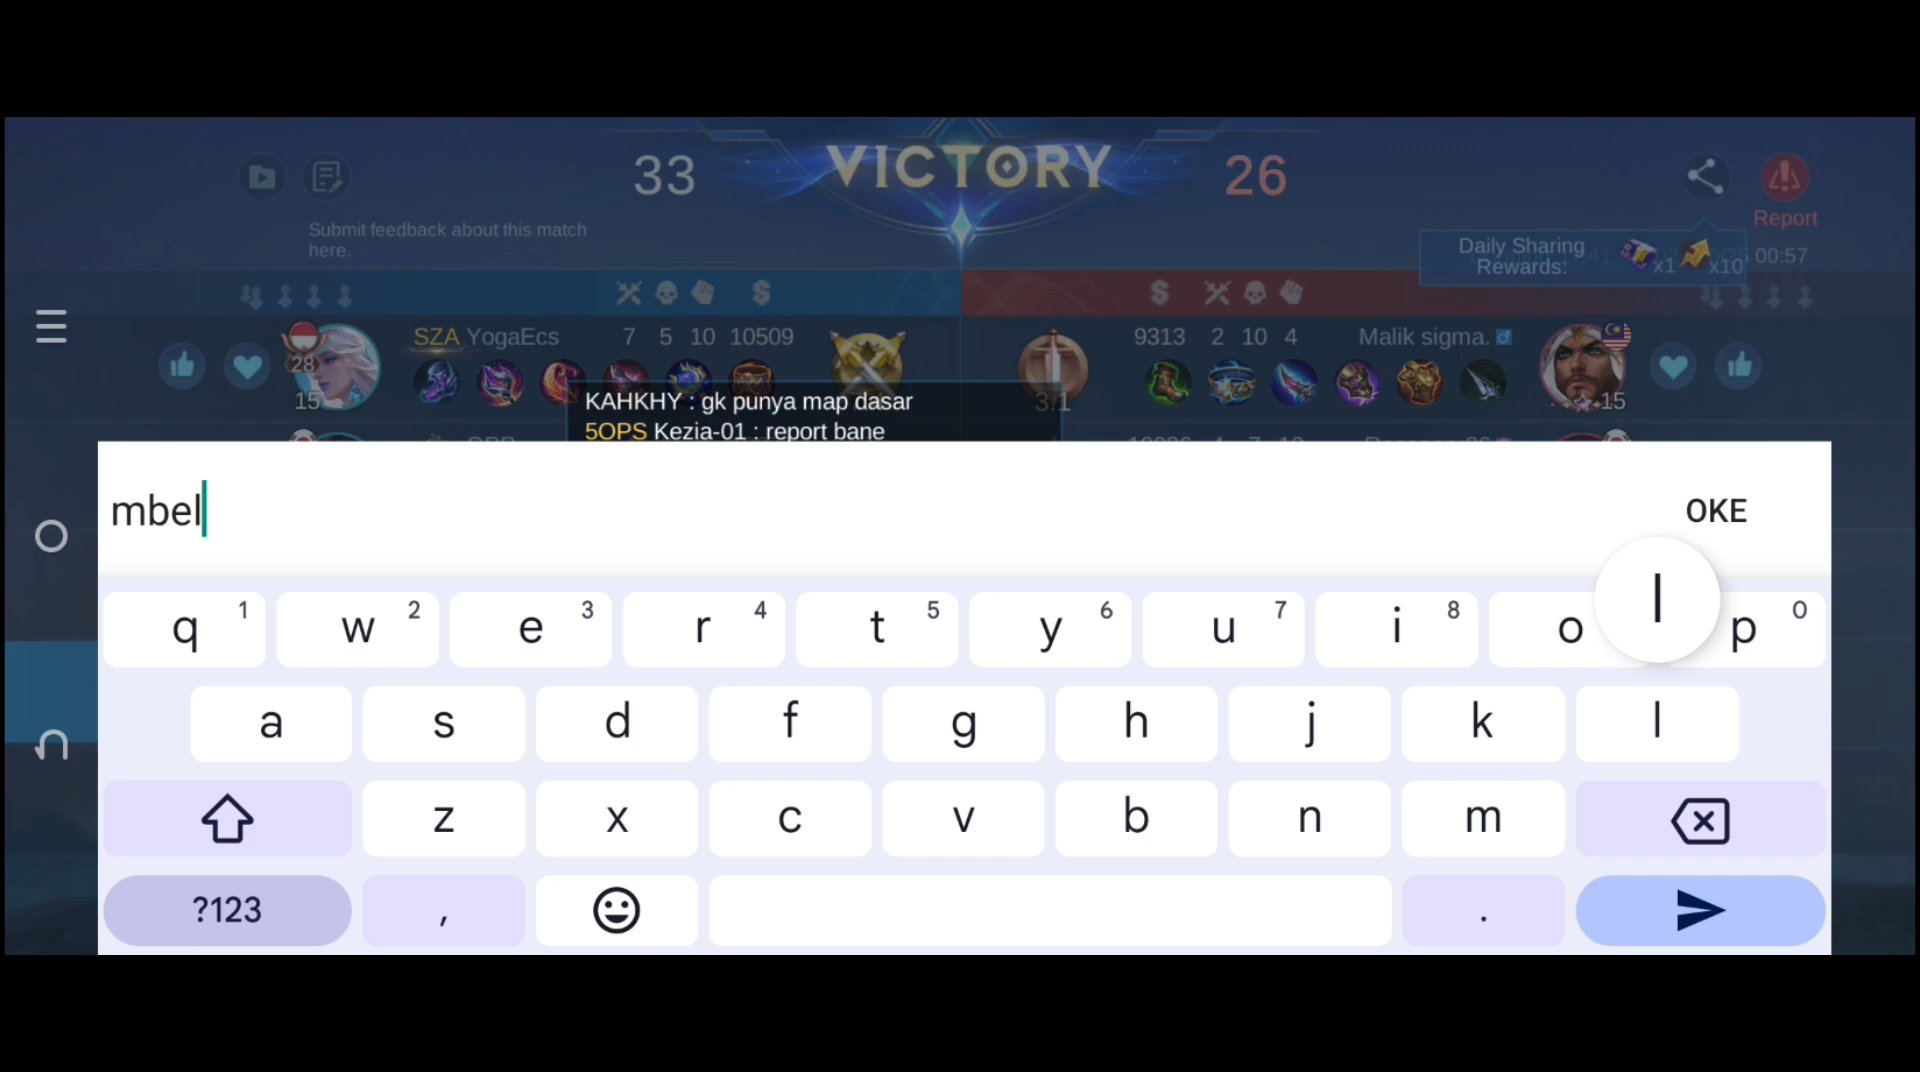 33
VICTORY
26
Report
Submit feedback about this match
here.
Daily Sharing
Rewards:
x1
x10
00:57
SZA YogaEcs 7 5 10 10509
28
15
9313 2 10 4 Malik sigma.
3/1
15
KAHKHY : gk punya map dasar
5OPS Kezia-01 : report bane
mbel
OKE
l
q 1 w 2 e 3 r 4 t 5 y 6 u 7 i 8 o p 0
a s d f g h j k l
z x c v b n m
?123 , .